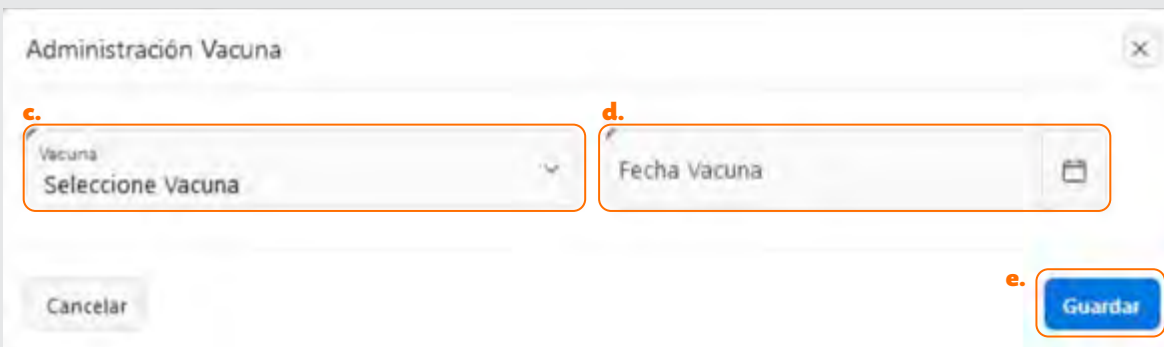 Administración Vacuna
c.
d.
Vacuna
Seleccione Vacuna
Fecha Vacuna
Cancelar
e.
Guardar